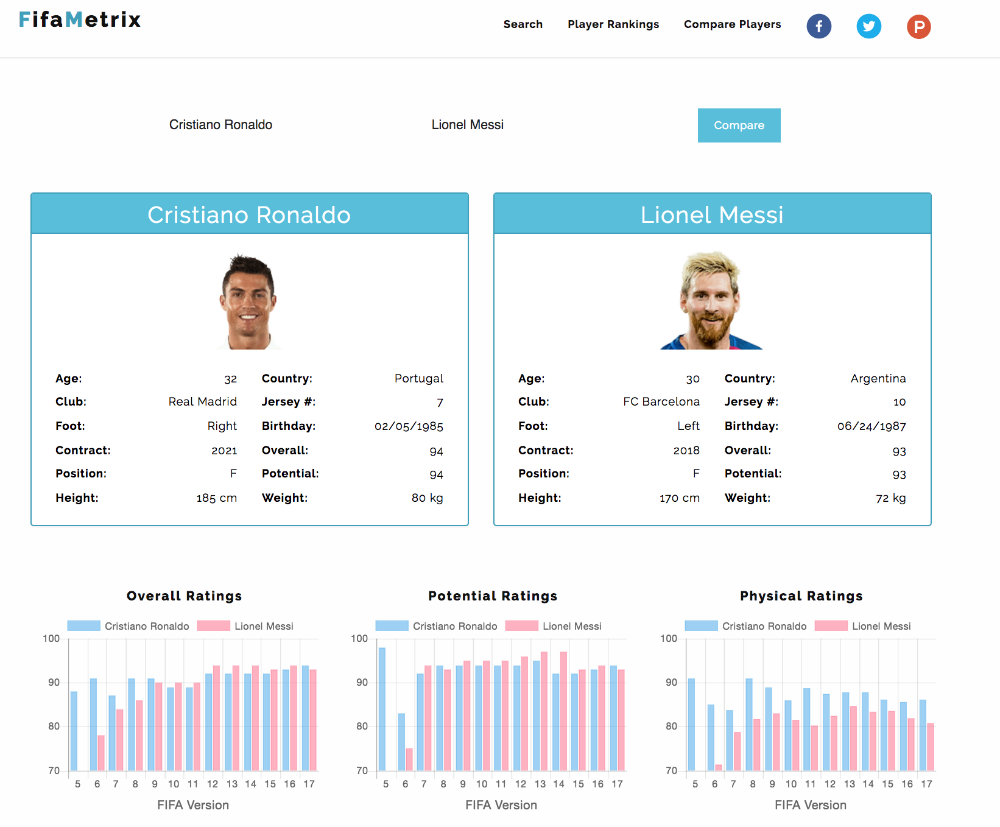 FifaMetrix
Search Player Rankings Compare Players
Cristiano Ronaldo Lionel Messi Compare
Cristiano Ronaldo
Age: 32 Country: Portugal
Club: Real Madrid Jersey #: 7
Foot: Right Birthday: 02/05/1985
Contract: 2021 Overall: 94
Position: F Potential: 94
Height: 185 cm Weight: 80 kg
Lionel Messi
Age: 30 Country: Argentina
Club: FC Barcelona Jersey #: 10
Foot: Left Birthday: 06/24/1987
Contract: 2018 Overall: 93
Position: F Potential: 93
Height: 170 cm Weight: 72 kg
Overall Ratings
Cristiano Ronaldo Lionel Messi
100
90
80
70
5 6 7 8 9 10 11 12 13 14 15 16 17
FIFA Version
Potential Ratings
Cristiano Ronaldo Lionel Messi
100
90
80
70
5 6 7 8 9 10 11 12 13 14 15 16 17
FIFA Version
Physical Ratings
Cristiano Ronaldo Lionel Messi
100
90
80
70
5 6 7 8 9 10 11 12 13 14 15 16 17
FIFA Version